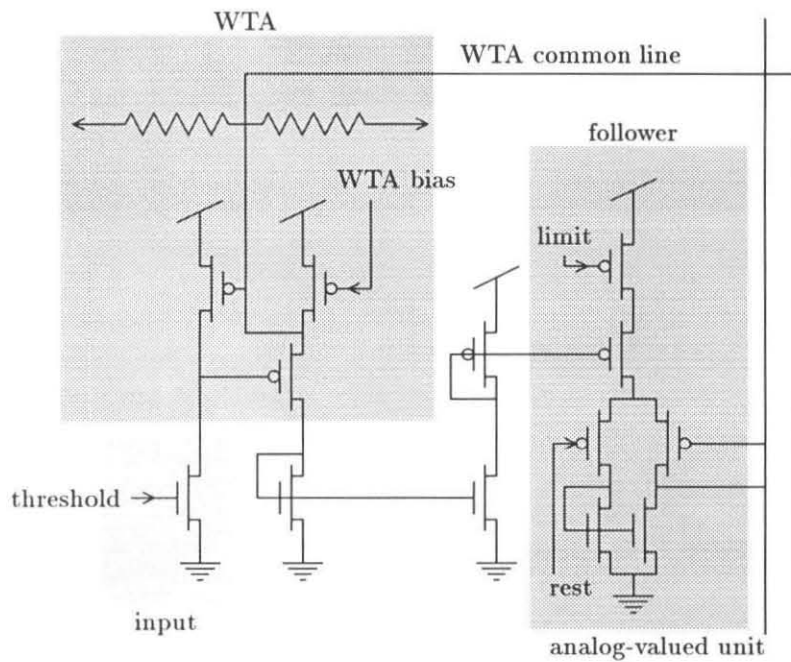 WTA
WTA common line
follower
WTA bias
limit
threshold
rest
input
analog-valued unit